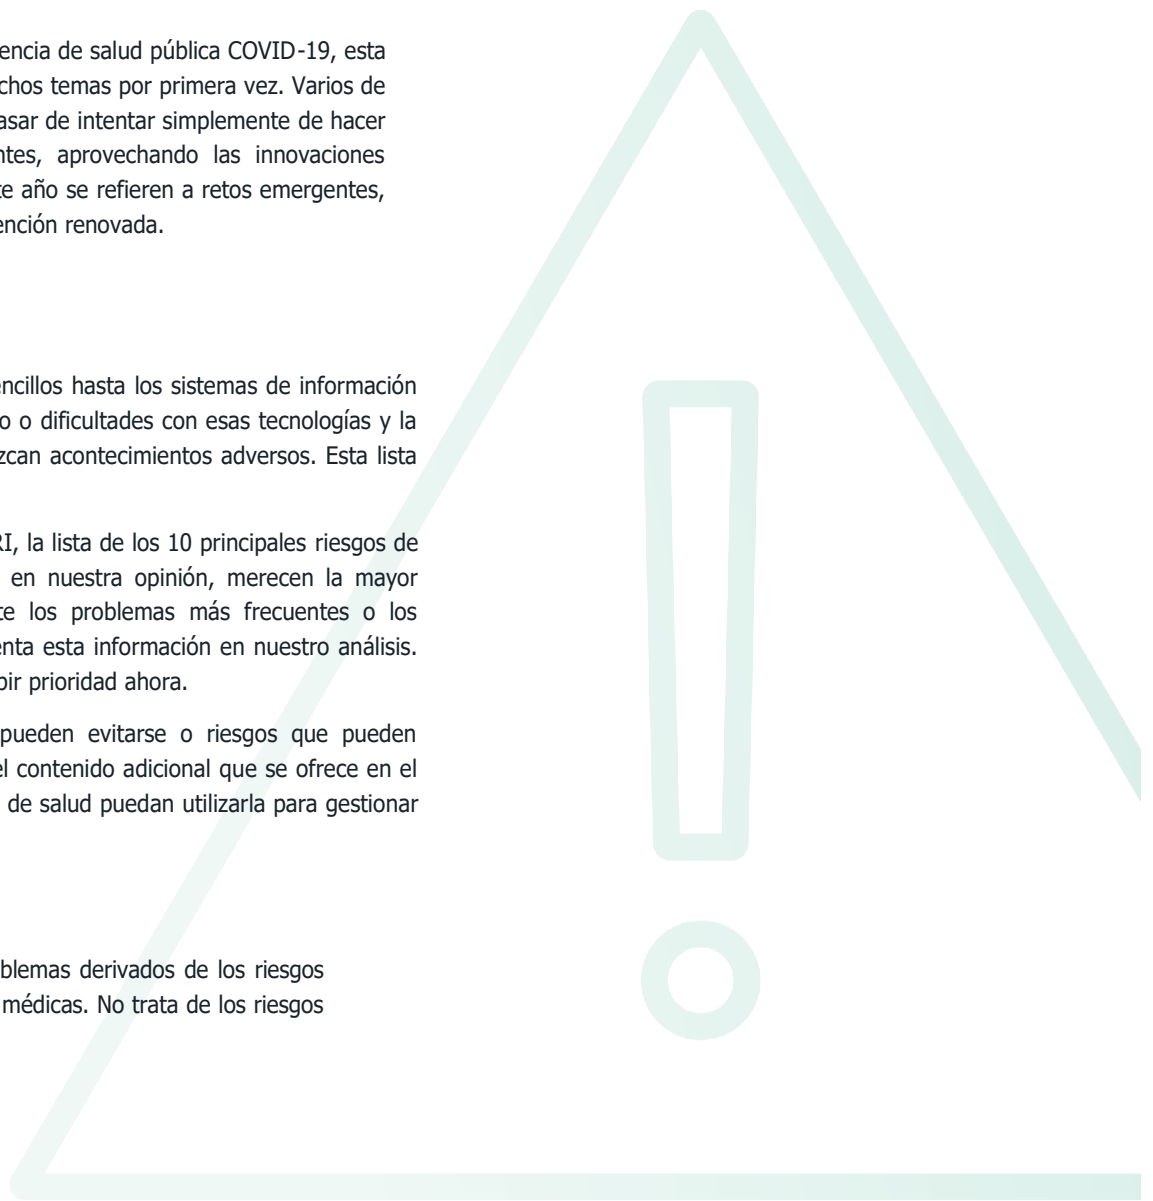 encia de salud pública COVID-19, esta
chos temas por primera vez. Varios de
asar de intentar simplemente de hacer
ntes, aprovechando las innovaciones
te año se refieren a retos emergentes,
ención renovada.
encillos hasta los sistemas de información
o o dificultades con esas tecnologías y la
zcan acontecimientos adversos. Esta lista
RI, la lista de los 10 principales riesgos de
en nuestra opinión, merecen la mayor
te los problemas más frecuentes o los
enta esta información en nuestro análisis.
bir prioridad ahora.
pueden evitarse o riesgos que pueden
el contenido adicional que se ofrece en el
de salud puedan utilizarla para gestionar
blemas derivados de los riesgos
médicas. No trata de los riesgos